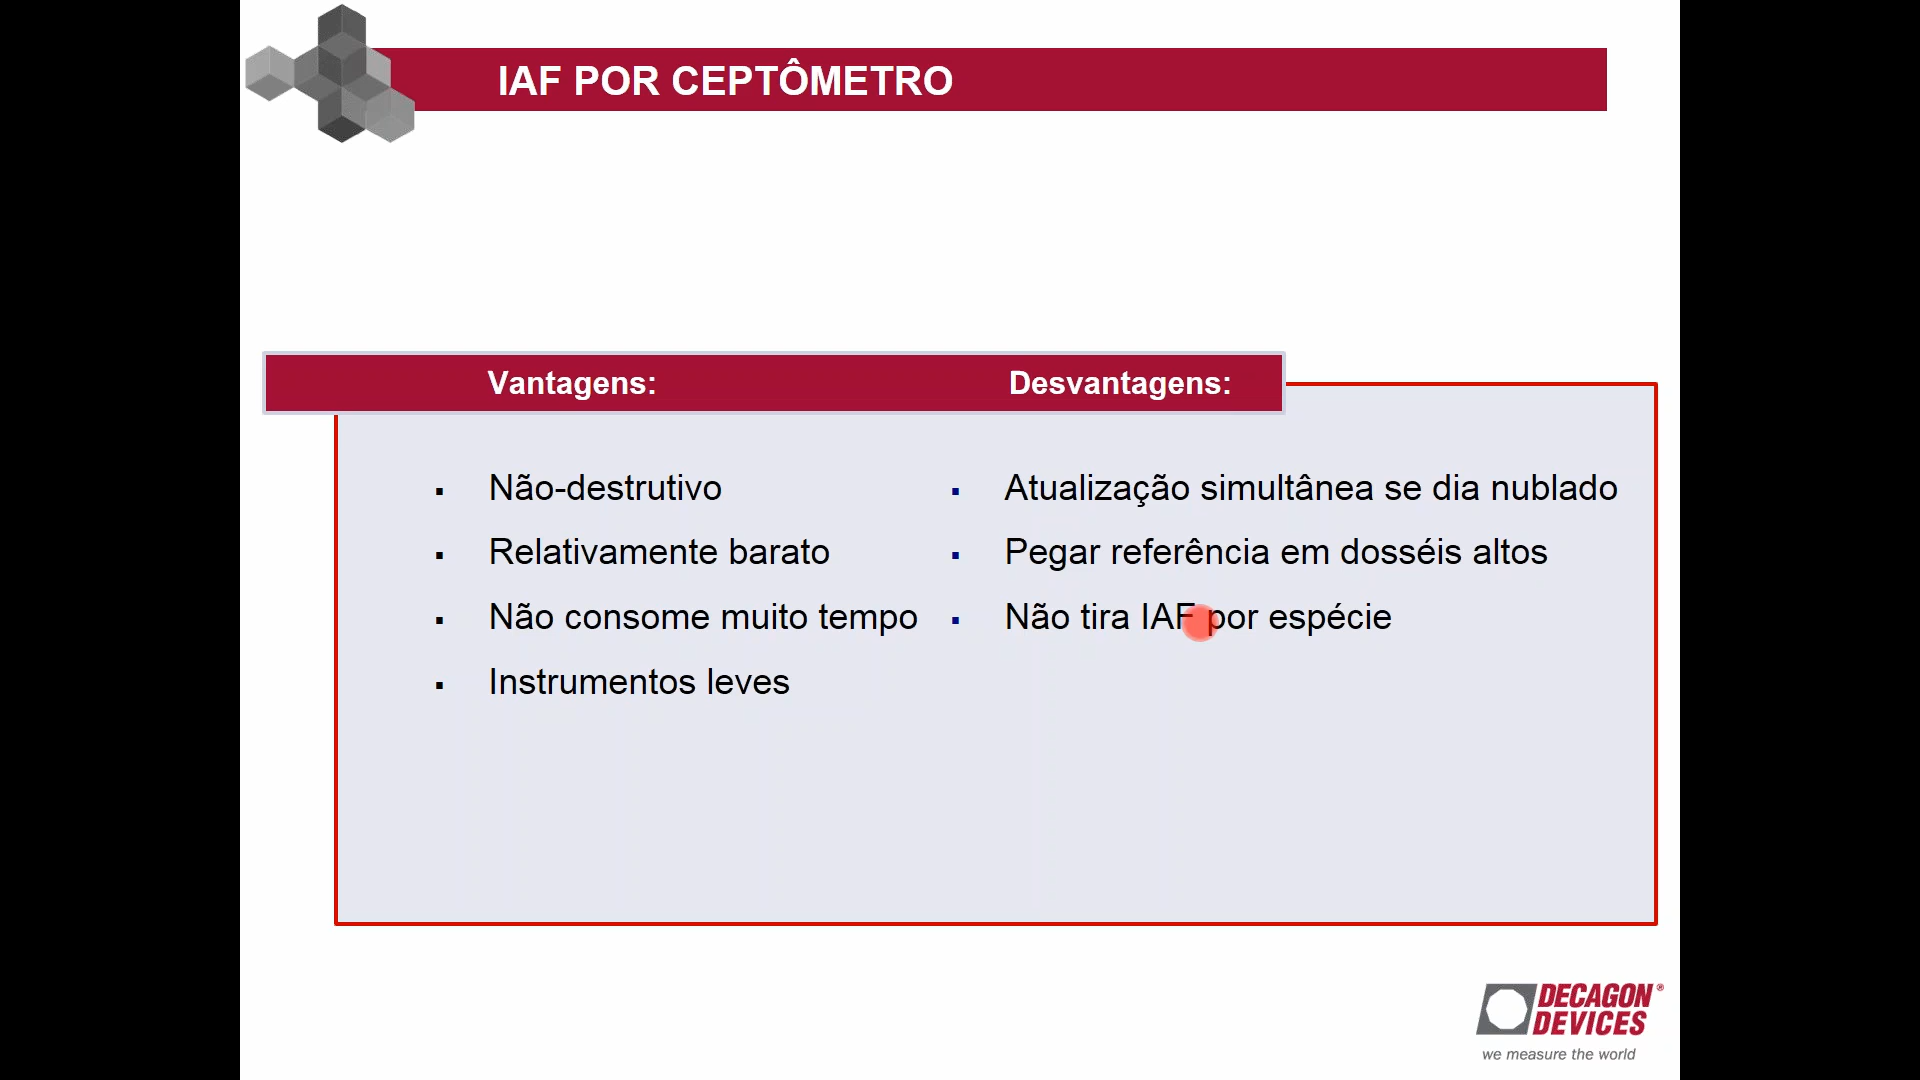 IAF POR CEPTÔMETRO
Vantagens:
Desvantagens:
Não-destrutivo
Relativamente barato
Não consome muito tempo
Instrumentos leves
Atualização simultânea se dia nublado
Pegar referência em dosséis altos
Não tira IAF por espécie
DECAGON®
DEVICES
we measure the world